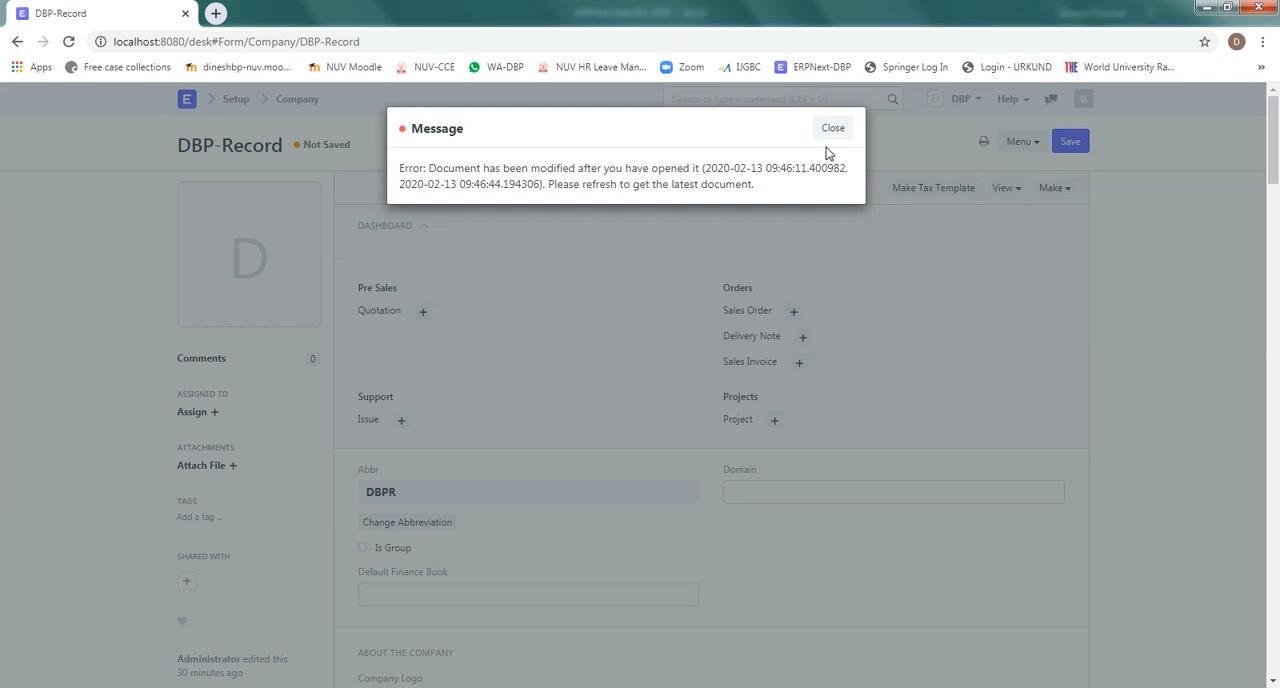 DBP-Record
localhost:8080/desk#Form/Company/DBP-Record
D
Apps
Free case collections
dineshbp-nuv.moo...
NUV Moodle
NUV-CCE
WA-DBP
NUV HR Leave Man...
Zoom
IJGBC
ERPNext-DBP
Springer Log In
Login - URKUND
World University Ra...
»
E
Setup
Company
Search or type a command (Ctrl + G)
D
DBP
Help
D
DBP-Record
Not Saved
Menu
Save
Message
Close
Error: Document has been modified after you have opened it (2020-02-13 09:46:11.400982,
2020-02-13 09:46:44.194306). Please refresh to get the latest document.
Make Tax Template
View
Make
D
DASHBOARD
Pre Sales
Orders
Quotation +
Sales Order +
Delivery Note +
Sales Invoice +
Support
Projects
Issue +
Project +
Comments
0
ASSIGNED TO
Assign +
ATTACHMENTS
Attach File +
TAGS
Add a tag ...
SHARED WITH
+
Administrator edited this
30 minutes ago
Abbr
Domain
DBPR
Change Abbreviation
Is Group
Default Finance Book
ABOUT THE COMPANY
Company Logo